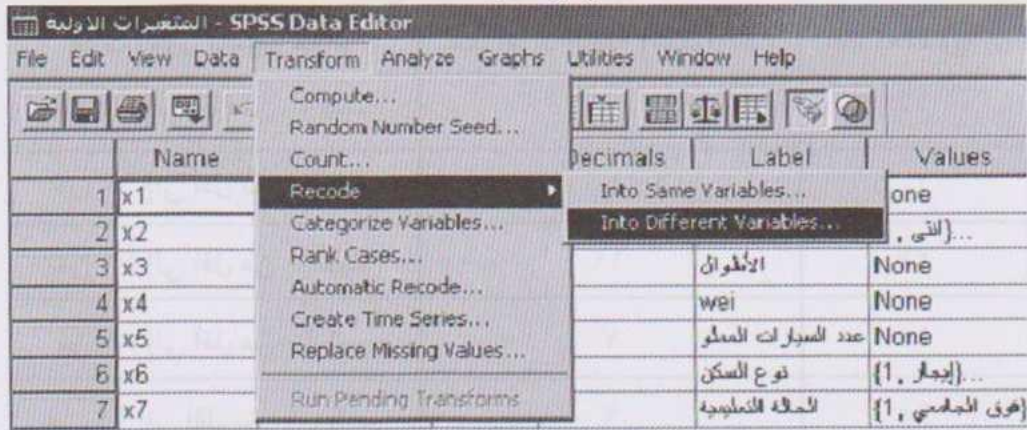 المتغيرات الاولية - SPSS Data Editor
File Edit View Data Transform Analyze Graphs Utilities Window Help
Compute...
Random Number Seed...
Count...
Recode
Categorize Variables...
Rank Cases...
Automatic Recode...
Create Time Series...
Replace Missing Values...
Run Pending Transforms
Into Same Variables...
Into Different Variables...
Name Decimals Label Values
1 x1 one
2 x2 انثى ,}...
3 x3 الأطوال None
4 x4 wei None
5 x5 عدد السيارات المملو None
6 x6 نوع السكن {1, إيجار}...
7 x7 الحالة التعليمية {1, فوق الجامعي}